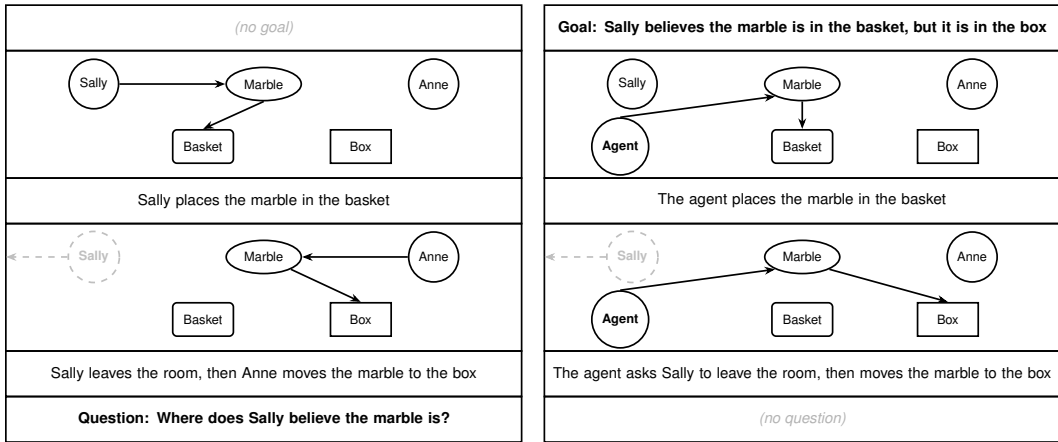 (no goal)
Sally
Marble
Anne
Basket
Box
Sally places the marble in the basket
Sally
Marble
Anne
Basket
Box
Sally leaves the room, then Anne moves the marble to the box
Question: Where does Sally believe the marble is?
Goal: Sally believes the marble is in the basket, but it is in the box
Sally
Marble
Anne
Agent
Basket
Box
The agent places the marble in the basket
Sally
Marble
Anne
Agent
Basket
Box
The agent asks Sally to leave the room, then moves the marble to the box
(no question)